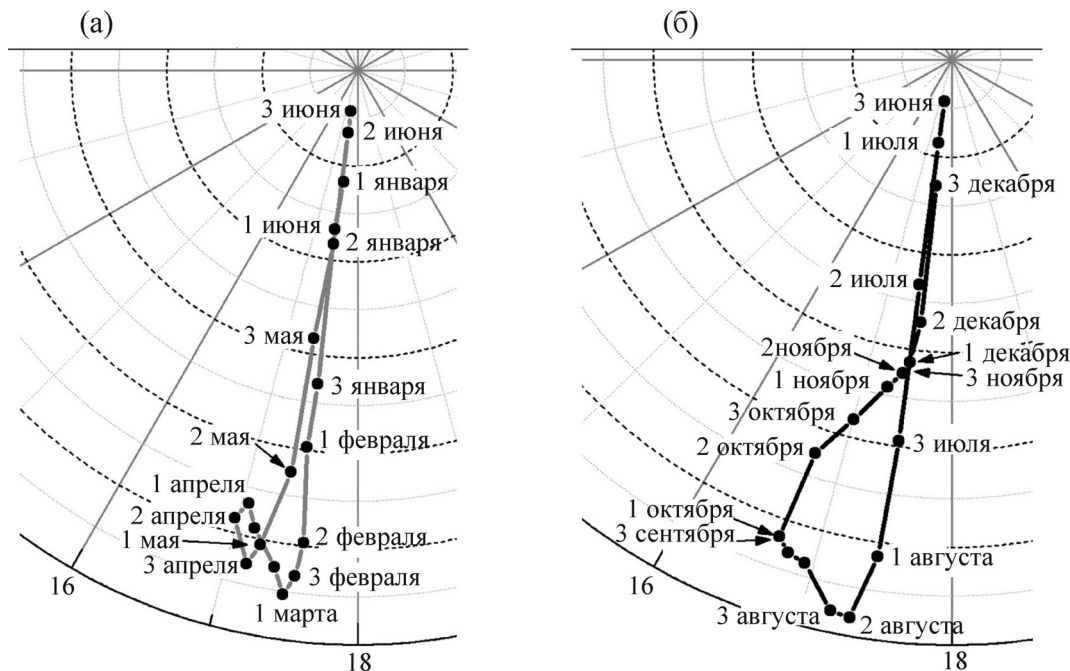 (а)
3 июня
2 июня
1 января
1 июня
2 января
3 мая
3 января
1 февраля
2 мая
1 апреля
2 апреля
1 мая
2 февраля
3 апреля
3 февраля
1 марта
16
18
(б)
3 июня
1 июля
3 декабря
2 июля
2 декабря
2ноября
1 декабря
1 ноября
3 ноября
3 октября
2 октября
3 июля
1 октября
3 сентября
1 августа
3 августа
2 августа
16
18